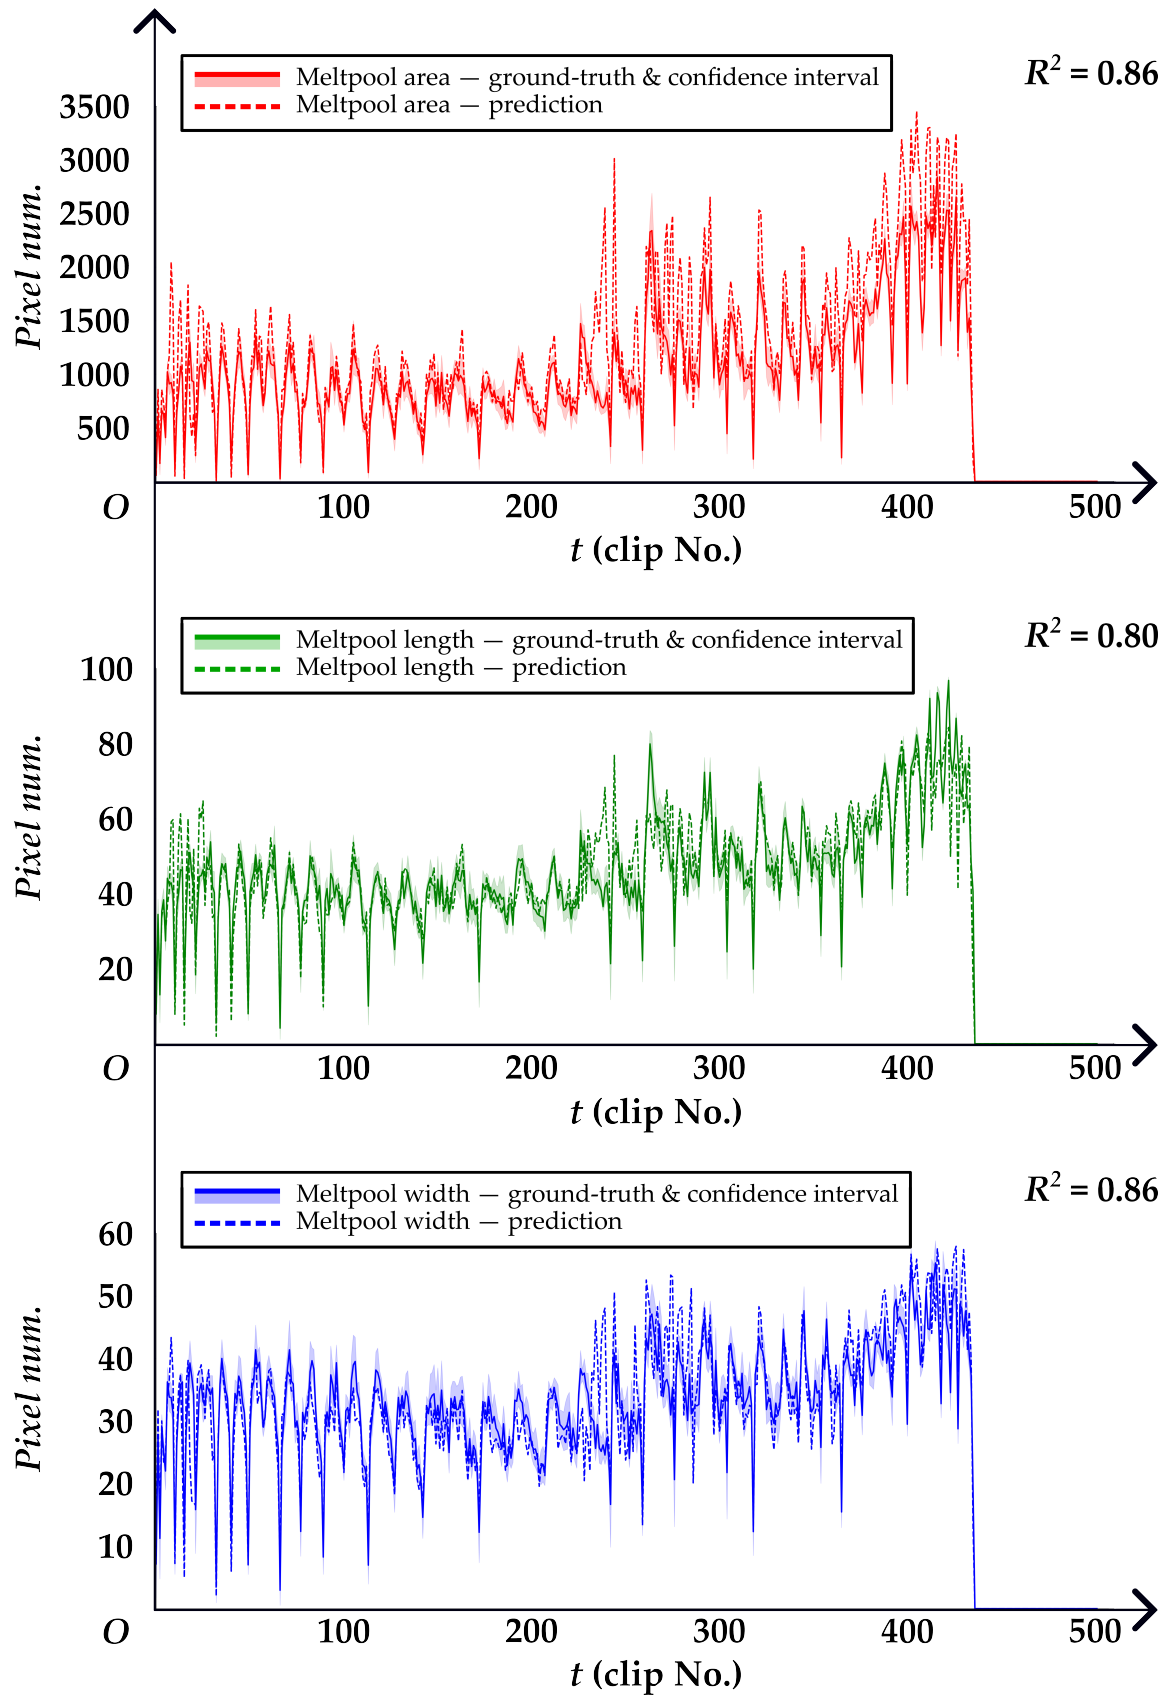 Meltpool area — ground-truth & confidence interval
Meltpool area — prediction
R² = 0.86
3500
3000
2500
2000
1500
1000
500
Pixel num.
O 100 200 300 400 500
t (clip No.)
Meltpool length — ground-truth & confidence interval
Meltpool length — prediction
R² = 0.80
100
80
60
40
20
Pixel num.
O 100 200 300 400 500
t (clip No.)
Meltpool width — ground-truth & confidence interval
Meltpool width — prediction
R² = 0.86
60
50
40
30
20
10
Pixel num.
O 100 200 300 400 500
t (clip No.)